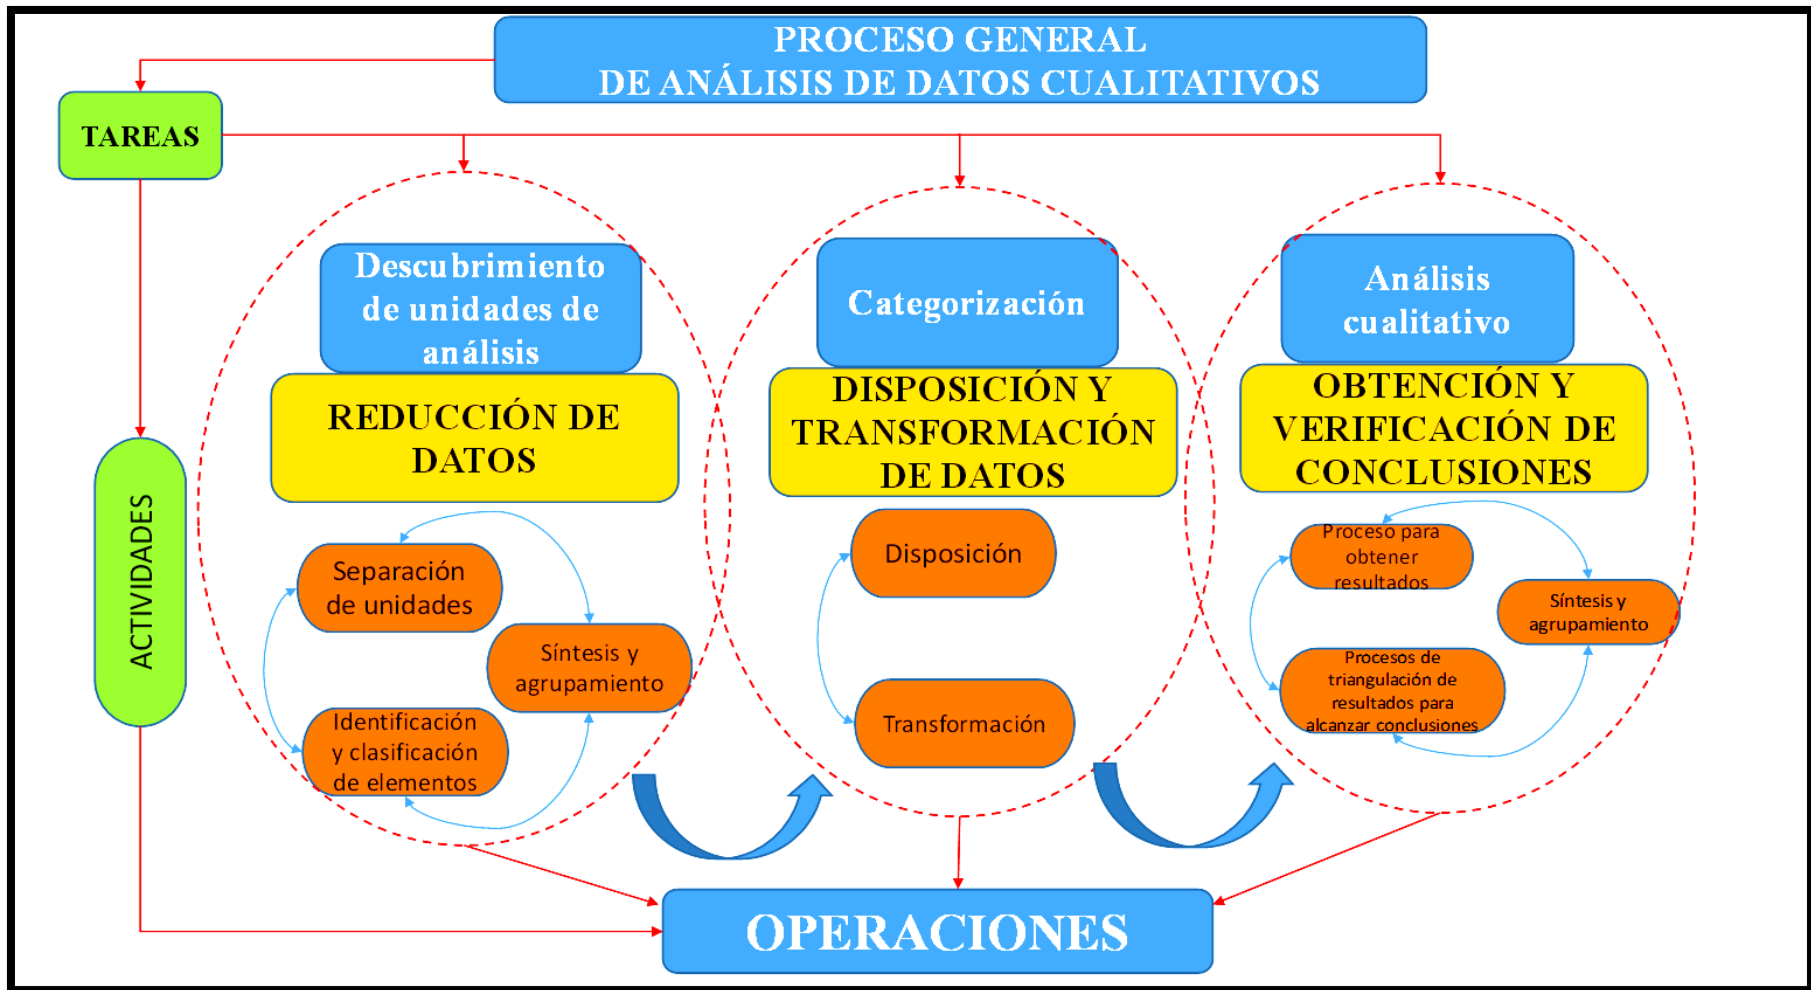 PROCESO GENERAL
DE ANÁLISIS DE DATOS CUALITATIVOS
TAREAS
Descubrimiento
de unidades de
análisis
REDUCCIÓN DE
DATOS
Separación
de unidades
Síntesis y
agrupamiento
Identificación
y clasificación
de elementos
Categorización
DISPOSICIÓN Y
TRANSFORMACIÓN
DE DATOS
Disposición
Transformación
Análisis
cualitativo
OBTENCIÓN Y
VERIFICACIÓN DE
CONCLUSIONES
Proceso para
obtener
resultados
Síntesis y
agrupamiento
Procesos de
triangulación de
resultados para
alcanzar conclusiones
ACTIVIDADES
OPERACIONES